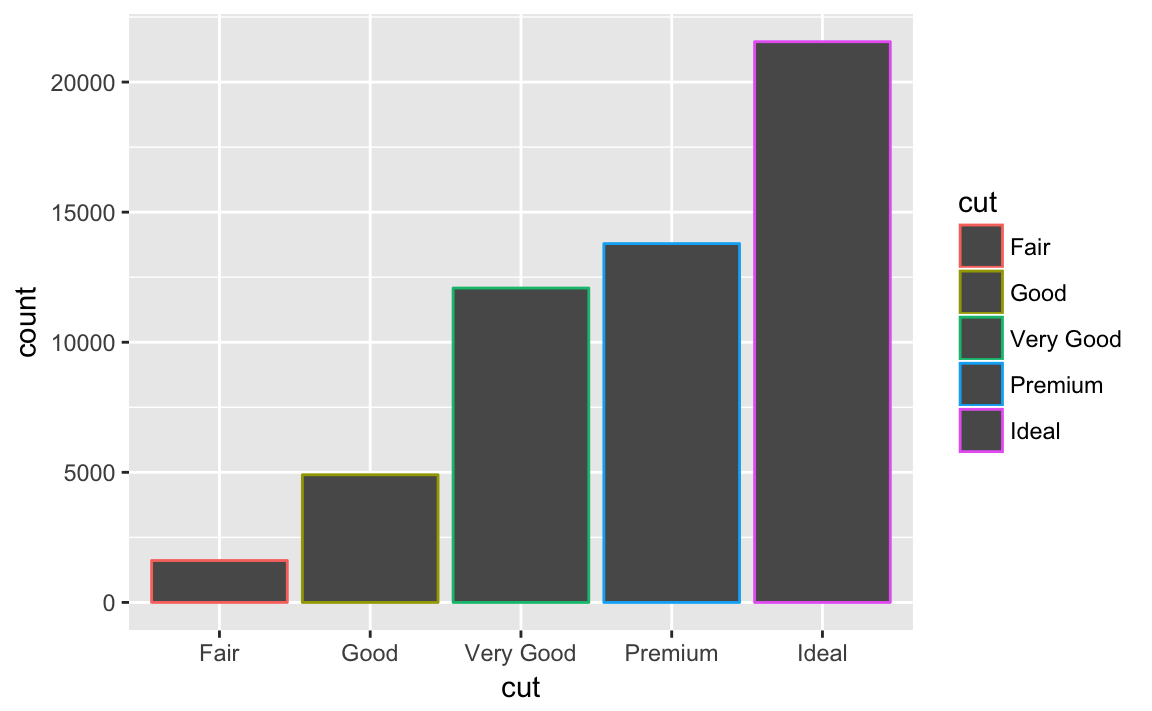 count
20000
15000
10000
5000
0
Fair
Good
Very Good
Premium
Ideal
cut
cut
Fair
Good
Very Good
Premium
Ideal